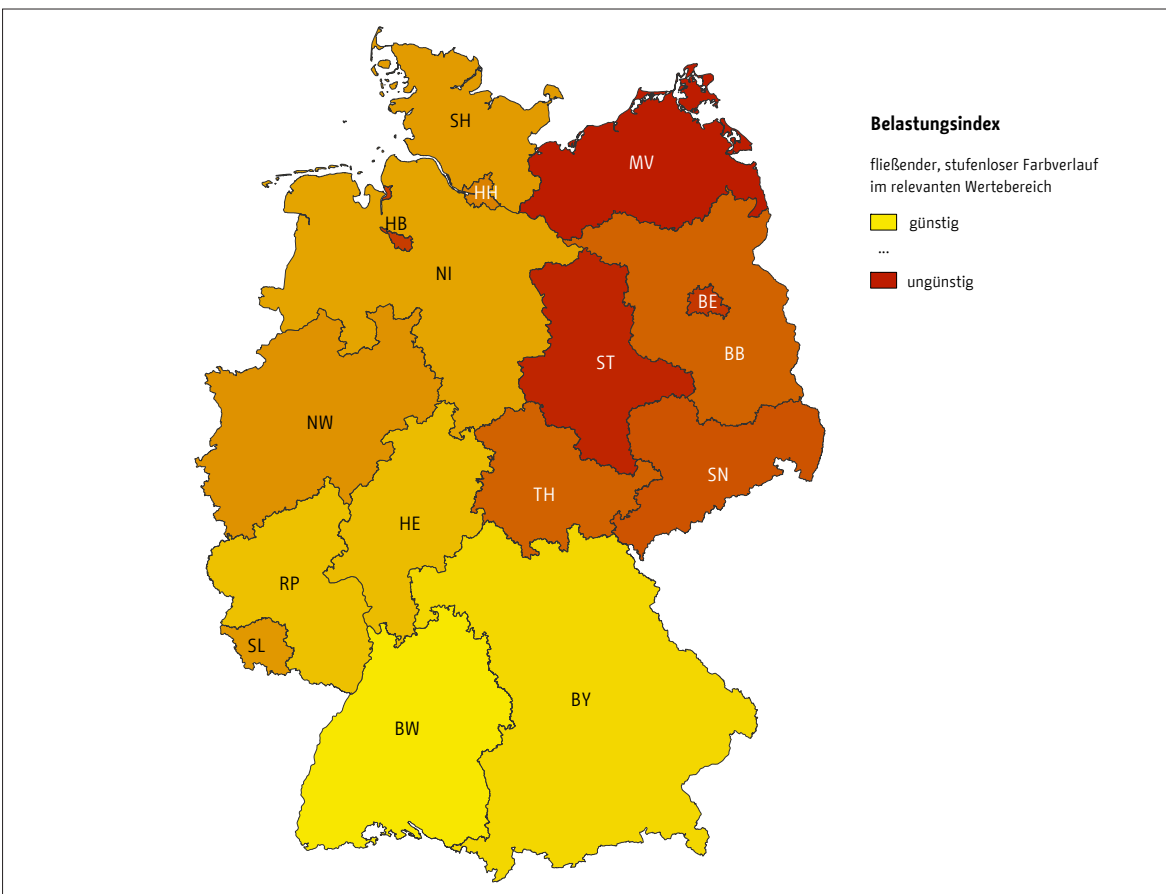 Belastungsindex
fließender, stufenloser Farbverlauf
im relevanten Wertebereich
günstig
...
ungünstig
SH
MV
HH
HB
NI
BE
BB
ST
NW
SN
TH
HE
RP
SL
BY
BW